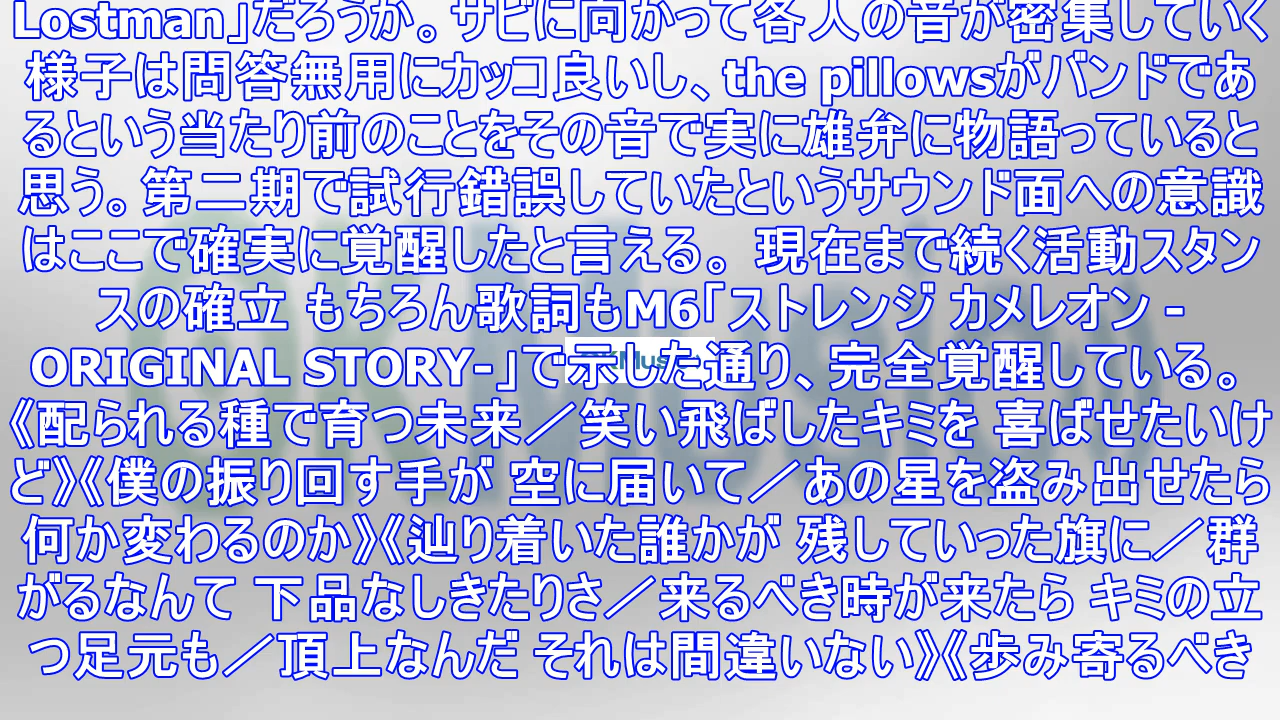 Lostman」だろうか。サビに向かって各人の音が密集していく
様子は問答無用にカッコ良いし、the pillowsがバンドであ
るという当たり前のことをその音で実に雄弁に物語っていると
思う。第二期で試行錯誤していたというサウンド面への意識
はここで確実に覚醒したと言える。 現在まで続く活動スタン
スの確立 もちろん歌詞もM6「ストレンジ カメレオン -
ORIGINAL STORY-」で示した通り、完全覚醒している。
《配られる種で育つ未来／笑い飛ばしたキミを 喜ばせたいけ
ど》《僕の振り回す手が 空に届いて／あの星を盗み出せたら
何か変わるのか》《辿り着いた誰かが 残していった旗に／群
がるなんて 下品なしきたりさ／来るべき時が来たら キミの立
つ足元も／頂上なんだ それは間違いない》《歩み寄るべき